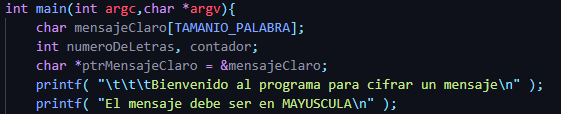 int main(int argc,char *argv){
char mensajeClaro[TAMANIO_PALABRA];
int numeroDeLetras, contador;
char *ptrMensajeClaro = &mensajeClaro;
printf( "\t\t\tBienvenido al programa para cifrar un mensaje\n" );
printf( "El mensaje debe ser en MAYUSCULA\n" );